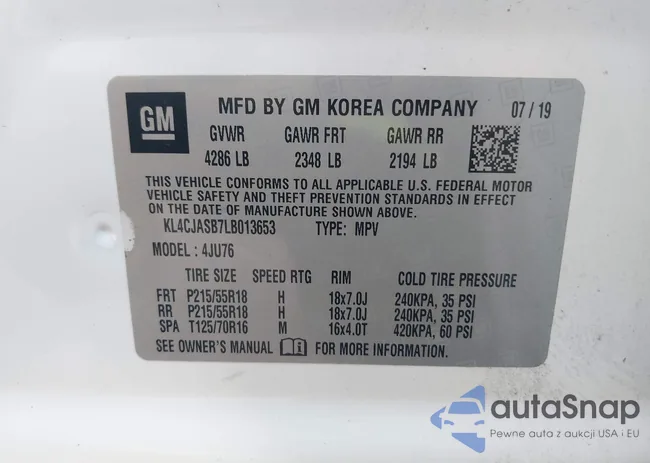 GM
MFD BY GM KOREA COMPANY 07 / 19
GVWR GAWR FRT GAWR RR
4286 LB 2348 LB 2194 LB
THIS VEHICLE CONFORMS TO ALL APPLICABLE U.S. FEDERAL MOTOR
VEHICLE SAFETY AND THEFT PREVENTION STANDARDS IN EFFECT
ON THE DATE OF MANUFACTURE SHOWN ABOVE.
KL4CJASB7LB013653 TYPE: MPV
MODEL : 4JU76
TIRE SIZE SPEED RTG RIM COLD TIRE PRESSURE
FRT P215/55R18 H 18x7.0J 240KPA, 35 PSI
RR P215/55R18 H 18x7.0J 240KPA, 35 PSI
SPA T125/70R16 M 16x4.0T 420KPA, 60 PSI
SEE OWNER'S MANUAL FOR MORE INFORMATION.
autoSnap
Pewne auta z aukcji USA i EU